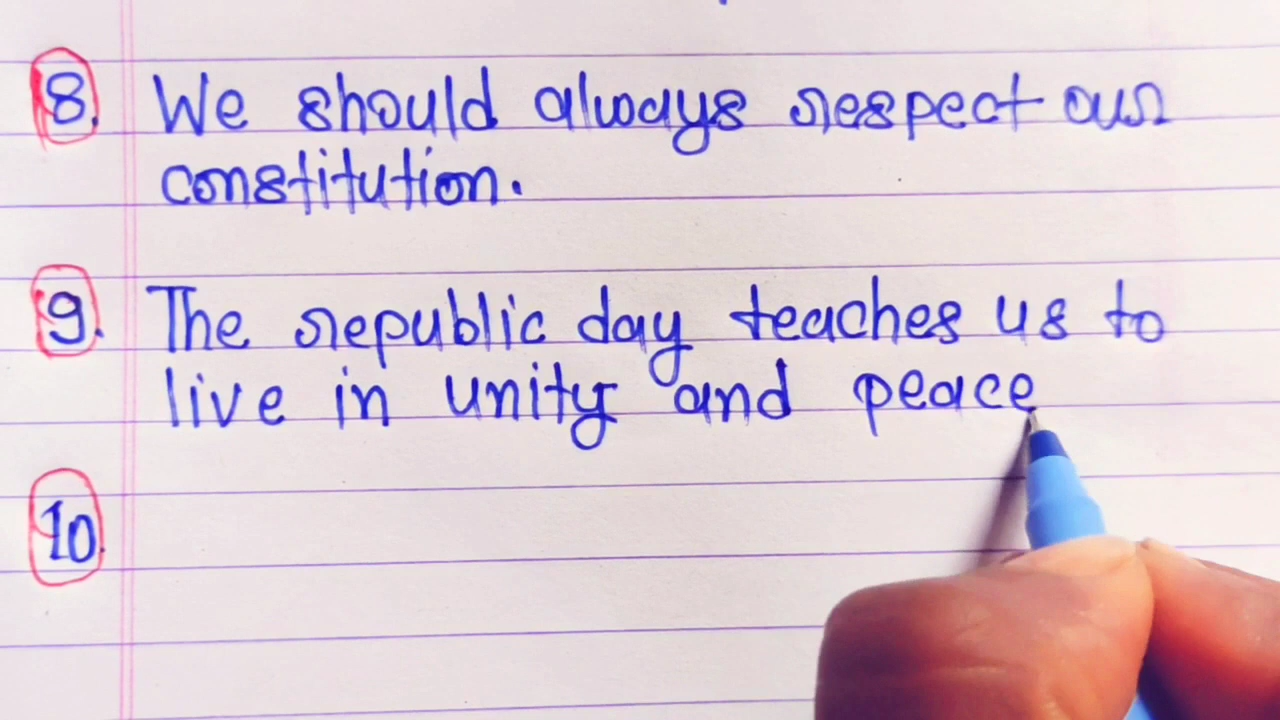 8. We should always respect our
constitution.
9. The republic day teaches us to
live in unity and peace
10.